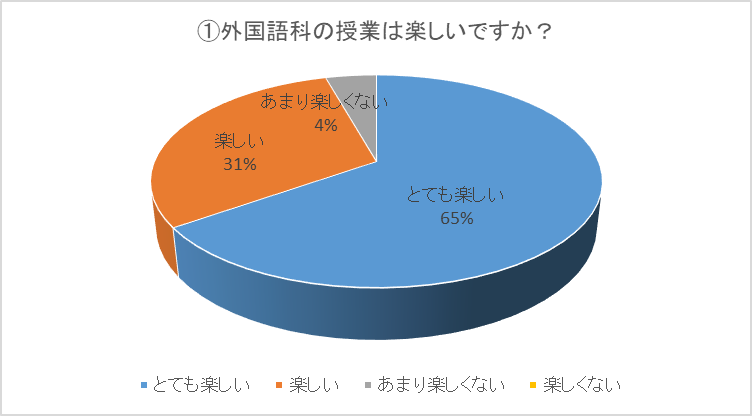 ①外国語科の授業は楽しいですか？
あまり楽しくない
4%
楽しい
31%
とても楽しい
65%
とても楽しい 楽しい あまり楽しくない 楽しくない